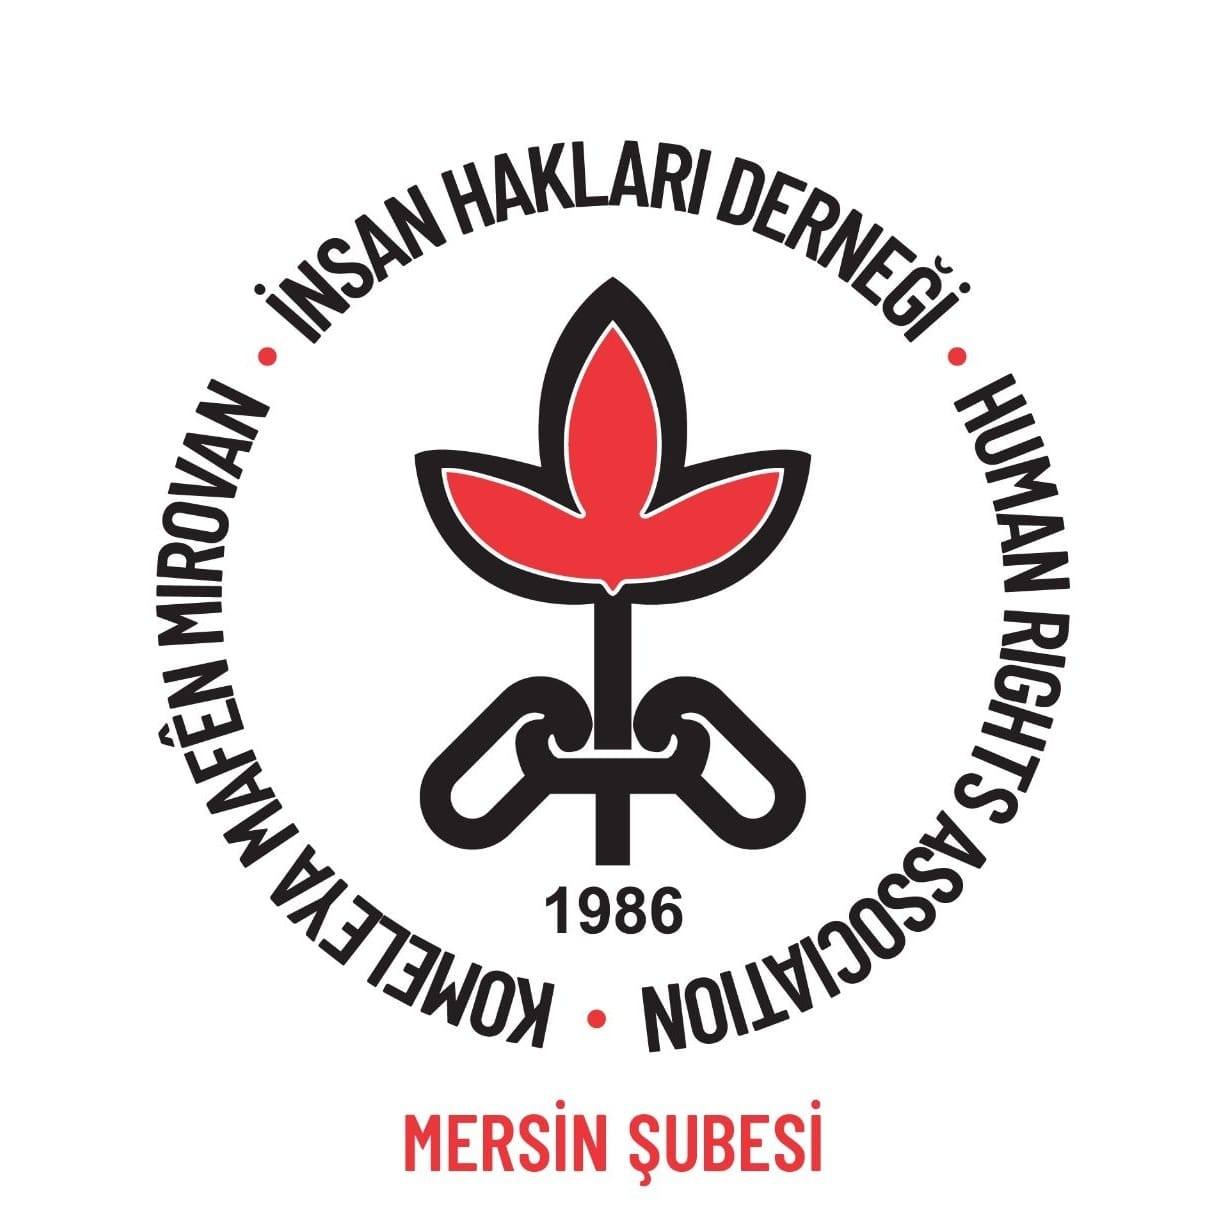 İNSAN HAKLARI DERNEĞİ
HUMAN RIGHTS ASSOCIATION
KOMELEYA MAFÊN MIROVAN
1986
MERSİN ŞUBESİ